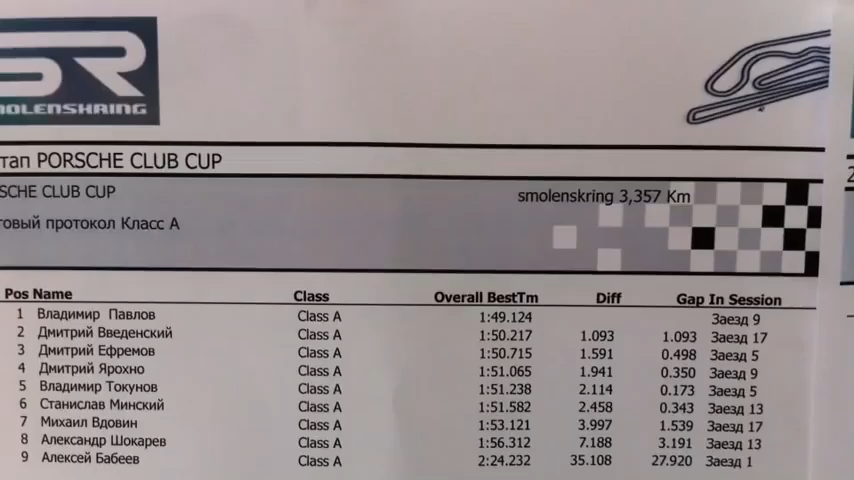 SR
MOLENSKRING
тап PORSCHE CLUB CUP
SCHE CLUB CUP
smolenskring 3,357 Km
говый протокол Класс А
Pos Name Class Overall BestTm Diff Gap In Session
1 Владимир Павлов Class A 1:49.124 Заезд 9
2 Дмитрий Введенский Class A 1:50.217 1.093 1.093 Заезд 17
3 Дмитрий Ефремов Class A 1:50.715 1.591 0.498 Заезд 5
4 Дмитрий Ярохно Class A 1:51.065 1.941 0.350 Заезд 9
5 Владимир Токунов Class A 1:51.238 2.114 0.173 Заезд 5
6 Станислав Минский Class A 1:51.582 2.458 0.343 Заезд 13
7 Михаил Вдовин Class A 1:53.121 3.997 1.539 Заезд 17
8 Александр Шокарев Class A 1:56.312 7.188 3.191 Заезд 13
9 Алексей Бабеев Class A 2:24.232 35.108 27.920 Заезд 1